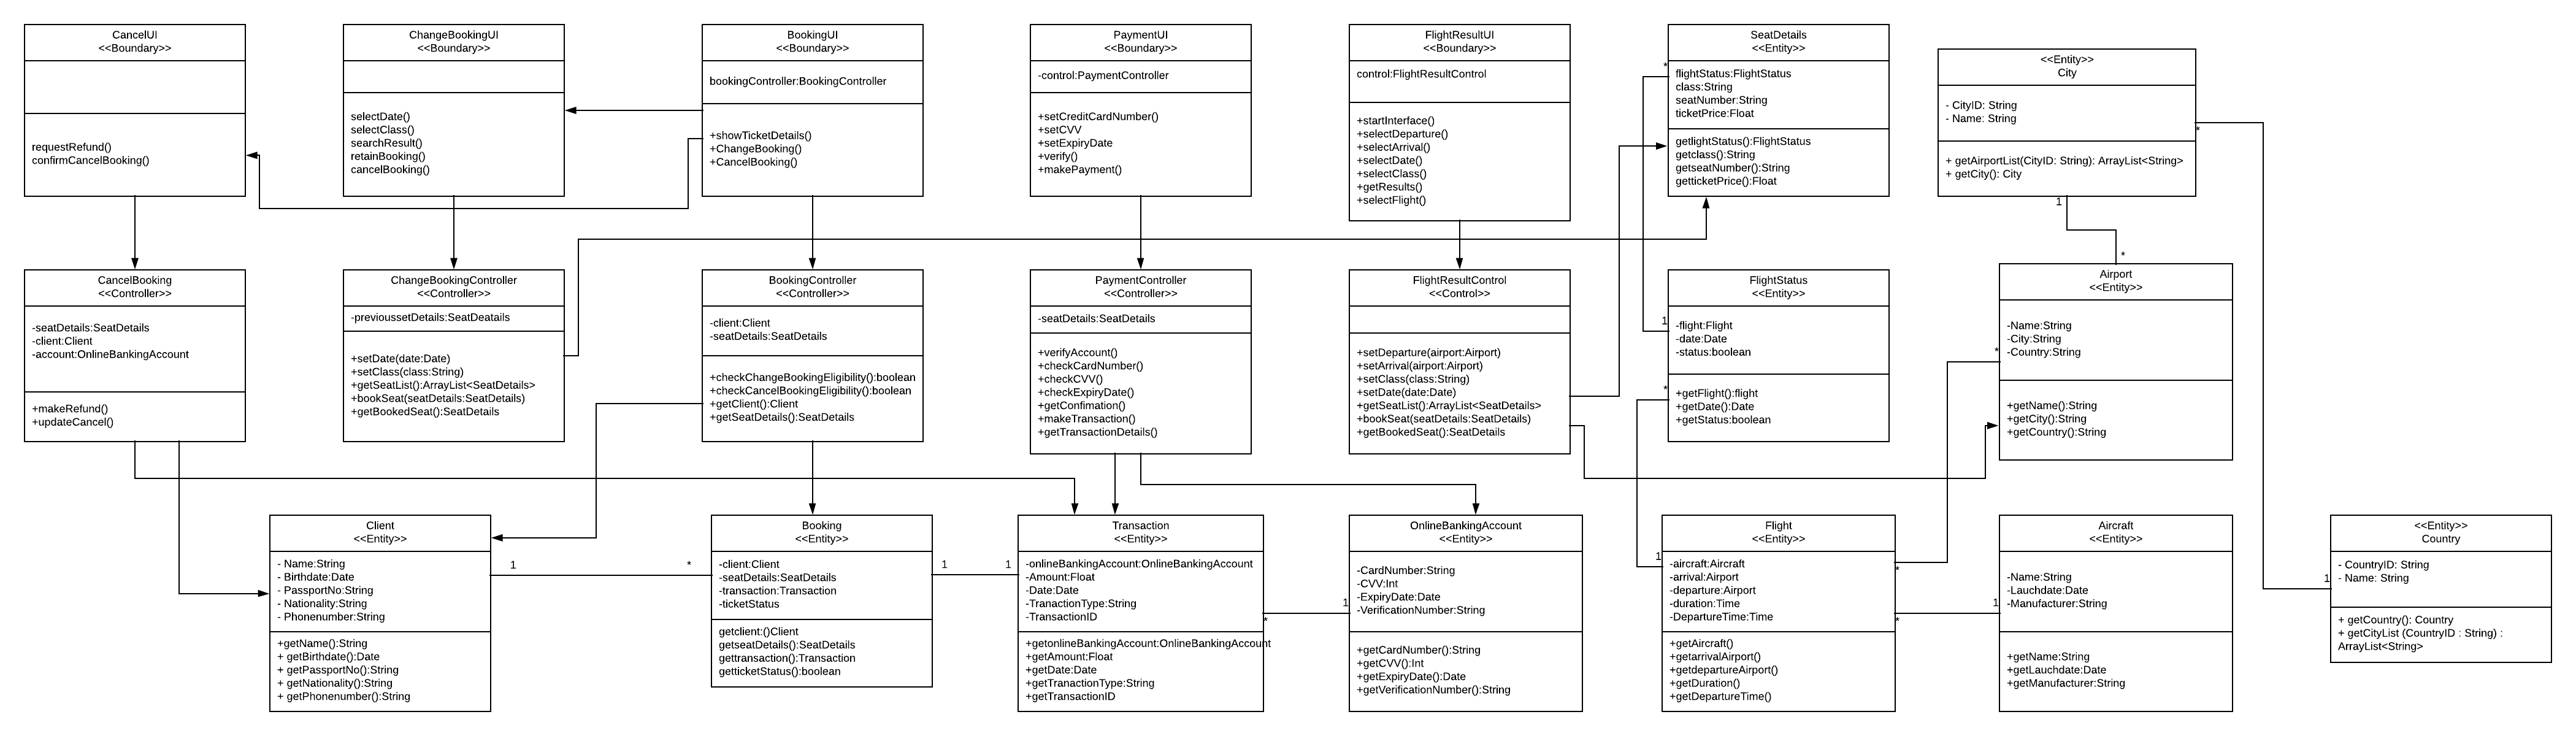 CancelUI
<<Boundary>>
requestRefund()
confirmCancelBooking()
ChangeBookingUI
<<Boundary>>
selectDate()
selectClass()
searchResult()
retainBooking()
cancelBooking()
BookingUI
<<Boundary>>
bookingController:BookingController
+showTicketDetails()
+ChangeBooking()
+CancelBooking()
PaymentUI
<<Boundary>>
-control:PaymentController
+setCreditCardNumber()
+setCVV
+setExpiryDate
+verify()
+makePayment()
FlightResultUI
<<Boundary>>
control:FlightResultControl
+startInterface()
+selectDeparture()
+selectArrival()
+selectDate()
+selectClass()
+getResults()
+selectFlight()
SeatDetails
<<Entity>>
*
flightStatus:FlightStatus
class:String
seatNumber:String
ticketPrice:Float
getlightStatus():FlightStatus
getclass():String
getseatNumber():String
getticketPrice():Float
<<Entity>>
City
- CityID: String
- Name: String
*
+ getAirportList(CityID: String): ArrayList<String>
+ getCity(): City
1
*
CancelBooking
<<Controller>>
-seatDetails:SeatDetails
-client:Client
-account:OnlineBankingAccount
+makeRefund()
+updateCancel()
ChangeBookingController
<<Controller>>
-previoussetDetails:SeatDeatails
+setDate(date:Date)
+setClass(class:String)
+getSeatList():ArrayList<SeatDetails>
+bookSeat(seatDetails:SeatDetails)
+getBookedSeat():SeatDetails
BookingController
<<Controller>>
-client:Client
-seatDetails:SeatDetails
+checkChangeBookingEligibility():boolean
+checkCancelBookingEligibility():boolean
+getClient():Client
+getSeatDetails():SeatDetails
PaymentController
<<Controller>>
-seatDetails:SeatDetails
+verifyAccount()
+checkCardNumber()
+checkCVV()
+checkExpiryDate()
+getConfimation()
+makeTransaction()
+getTransactionDetails()
FlightResultControl
<<Control>>
+setDeparture(airport:Airport)
+setArrival(airport:Airport)
+setClass(class:String)
+setDate(date:Date)
+getSeatList():ArrayList<SeatDetails>
+bookSeat(seatDetails:SeatDetails)
+getBookedSeat():SeatDetails
FlightStatus
<<Entity>>
1
-flight:Flight
-date:Date
-status:boolean
*
+getFlight():flight
+getDate():Date
+getStatus:boolean
Airport
<<Entity>>
-Name:String
-City:String
*
-Country:String
+getName():String
+getCity():String
+getCountry():String
Client
<<Entity>>
- Name:String
- Birthdate:Date
- PassportNo:String
- Nationality:String
- Phonenumber:String
+getName():String
+ getBirthdate():Date
+ getPassportNo():String
+ getNationality():String
+ getPhonenumber():String
1
*
Booking
<<Entity>>
-client:Client
-seatDetails:SeatDetails
-transaction:Transaction
-ticketStatus
getclient:()Client
getseatDetails():SeatDetails
gettransaction():Transaction
getticketStatus():boolean
1
1
Transaction
<<Entity>>
-onlineBankingAccount:OnlineBankingAccount
-Amount:Float
-Date:Date
-TranactionType:String
-TransactionID
+getonlineBankingAccount:OnlineBankingAccount
+getAmount:Float
+getDate:Date
+getTranactionType:String
+getTransactionID
*
1
OnlineBankingAccount
<<Entity>>
-CardNumber:String
-CVV:Int
-ExpiryDate:Date
-VerificationNumber:String
+getCardNumber():String
+getCVV():Int
+getExpiryDate():Date
+getVerificationNumber():String
Flight
<<Entity>>
1
-aircraft:Aircraft
-arrival:Airport
-departure:Airport
-duration:Time
-DepartureTime:Time
+getAircraft()
+getarrivalAirport()
+getdepartureAirport()
+getDuration()
+getDepartureTime()
*
*
1
Aircraft
<<Entity>>
-Name:String
-Lauchdate:Date
-Manufacturer:String
+getName:String
+getLauchdate:Date
+getManufacturer:String
<<Entity>>
Country
- CountryID: String
1
- Name: String
+ getCountry(): Country
+ getCityList (CountryID : String) :
ArrayList<String>